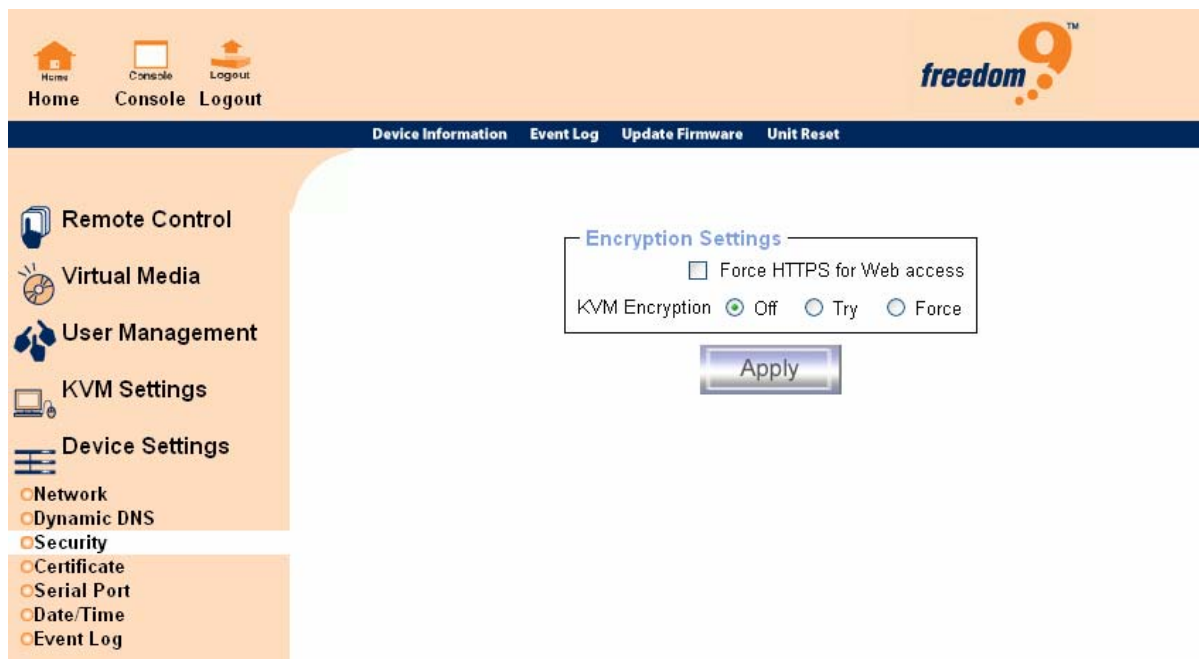 Home
Console
Logout
Home Console Logout
freedom9™
Device Information Event Log Update Firmware Unit Reset
Remote Control
Virtual Media
User Management
KVM Settings
Device Settings
Network
Dynamic DNS
Security
Certificate
Serial Port
Date/Time
Event Log
Encryption Settings
Force HTTPS for Web access
KVM Encryption Off Try Force
Apply